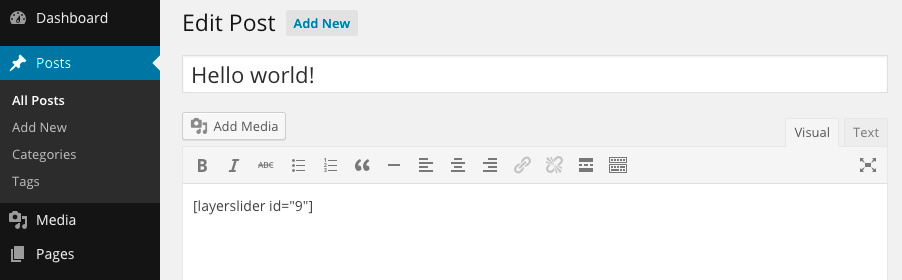 Dashboard
Posts
All Posts
Add New
Categories
Tags
Media
Pages
Edit Post
Add New
Hello world!
Add Media
Visual
Text
B
I
ABC
[layerslider id="9"]